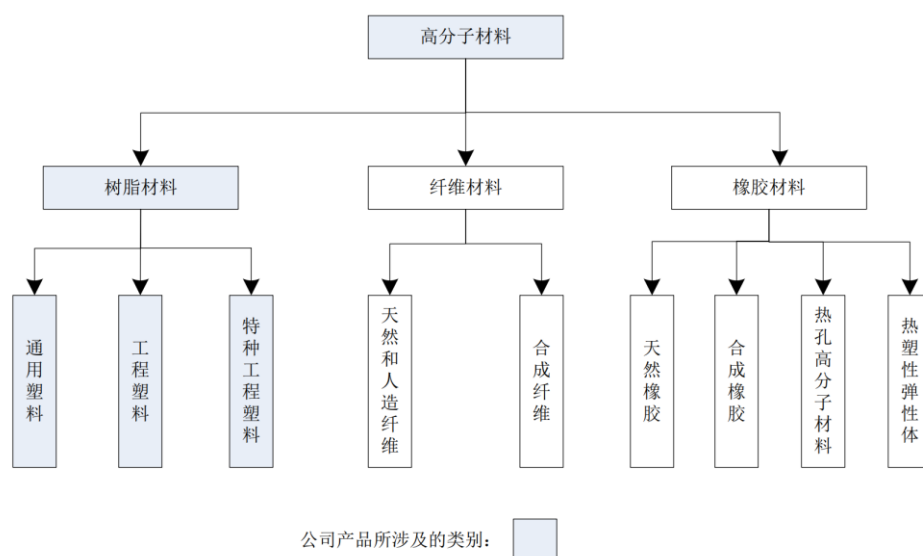 高分子材料
树脂材料
纤维材料
橡胶材料
通用塑料
工程塑料
特种工程塑料
天然和人造纤维
合成纤维
天然橡胶
合成橡胶
热孔高分子材料
热塑性弹性体
公司产品所涉及的类别：